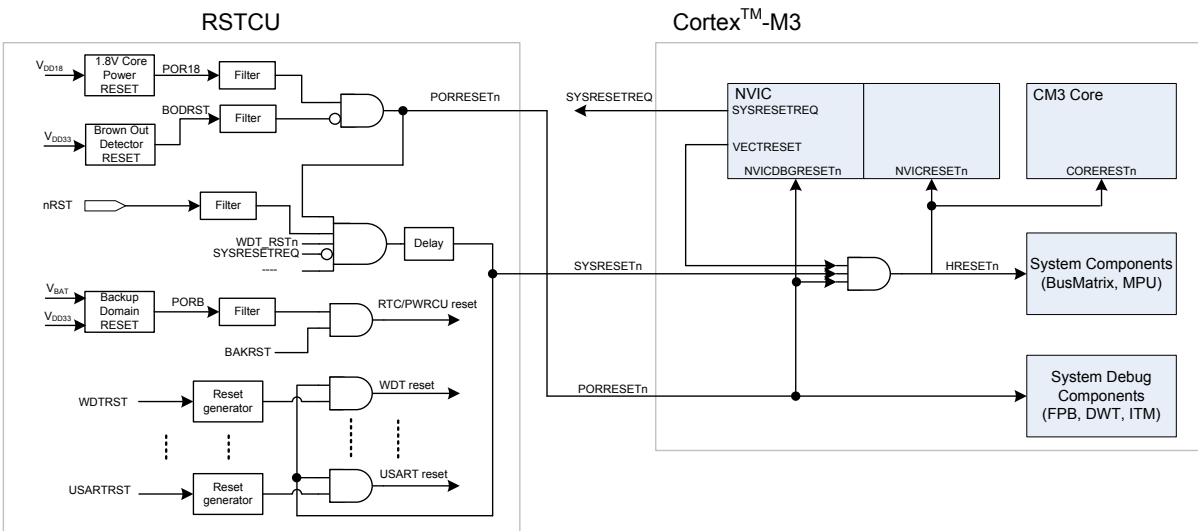 RSTCU
Cortex™-M3
VDD18
1.8V Core
Power
RESET
POR18
Filter
BODRST
VDD33
Brown Out
Detector
RESET
Filter
PORRESETn
nRST
Filter
WDT_RSTn
SYSRESETREQ
----
Delay
SYSRESETn
VBAT
VDD33
Backup
Domain
RESET
PORB
Filter
RTC/PWRCU reset
BAKRST
WDTRST
Reset
generator
WDT reset
USARTRST
Reset
generator
USART reset
SYSRESETREQ
NVIC
SYSRESETREQ
VECTRESET
NVICDBGRESETn
NVICRESETn
CM3 Core
CORERESTn
HRESETn
System Components
(BusMatrix, MPU)
PORRESETn
System Debug
Components
(FPB, DWT, ITM)